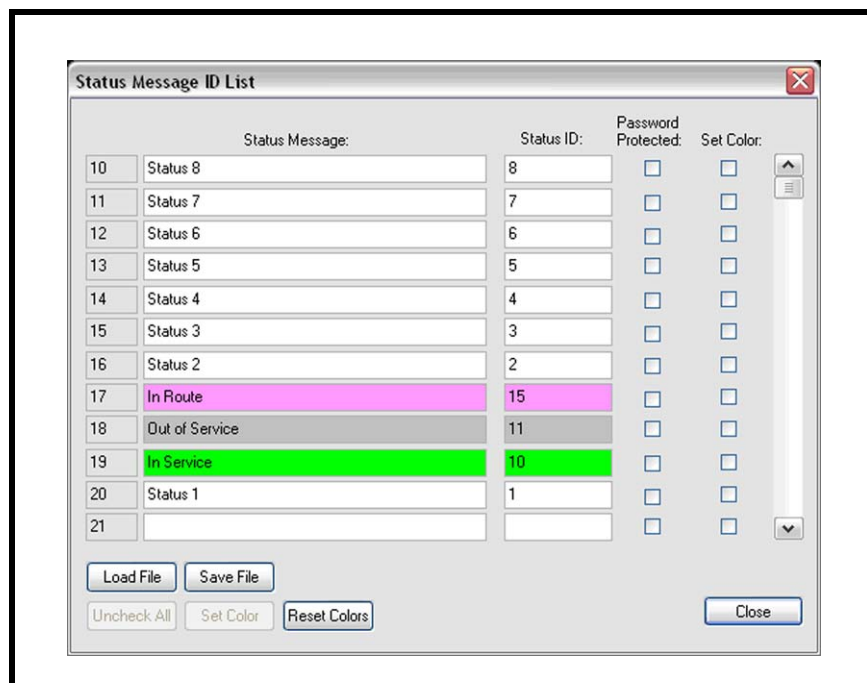 Status Message ID List
Status Message: Status ID: Password Protected: Set Color:
10 Status 8 8
11 Status 7 7
12 Status 6 6
13 Status 5 5
14 Status 4 4
15 Status 3 3
16 Status 2 2
17 In Route 15
18 Out of Service 11
19 In Service 10
20 Status 1 1
21
Load File Save File
Uncheck All Set Color Reset Colors Close